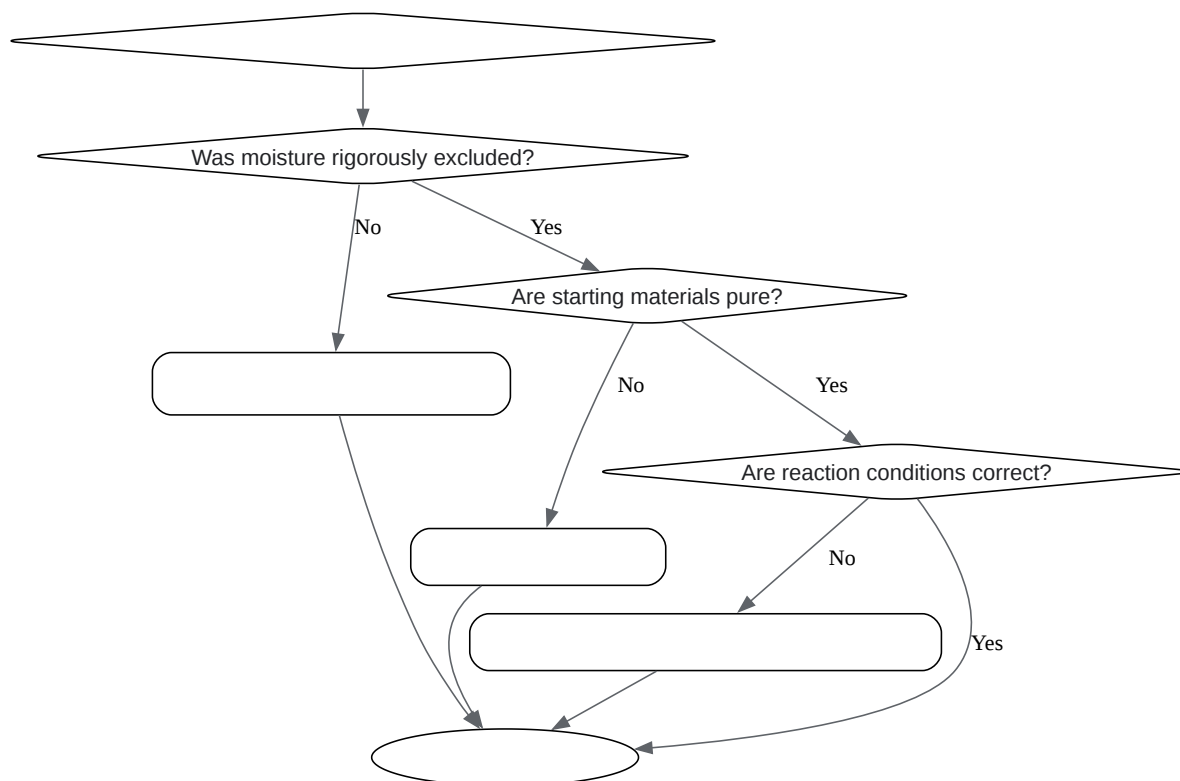 Was moisture rigorously excluded?
No
Yes
Are starting materials pure?
No
Yes
Are reaction conditions correct?
No
Yes